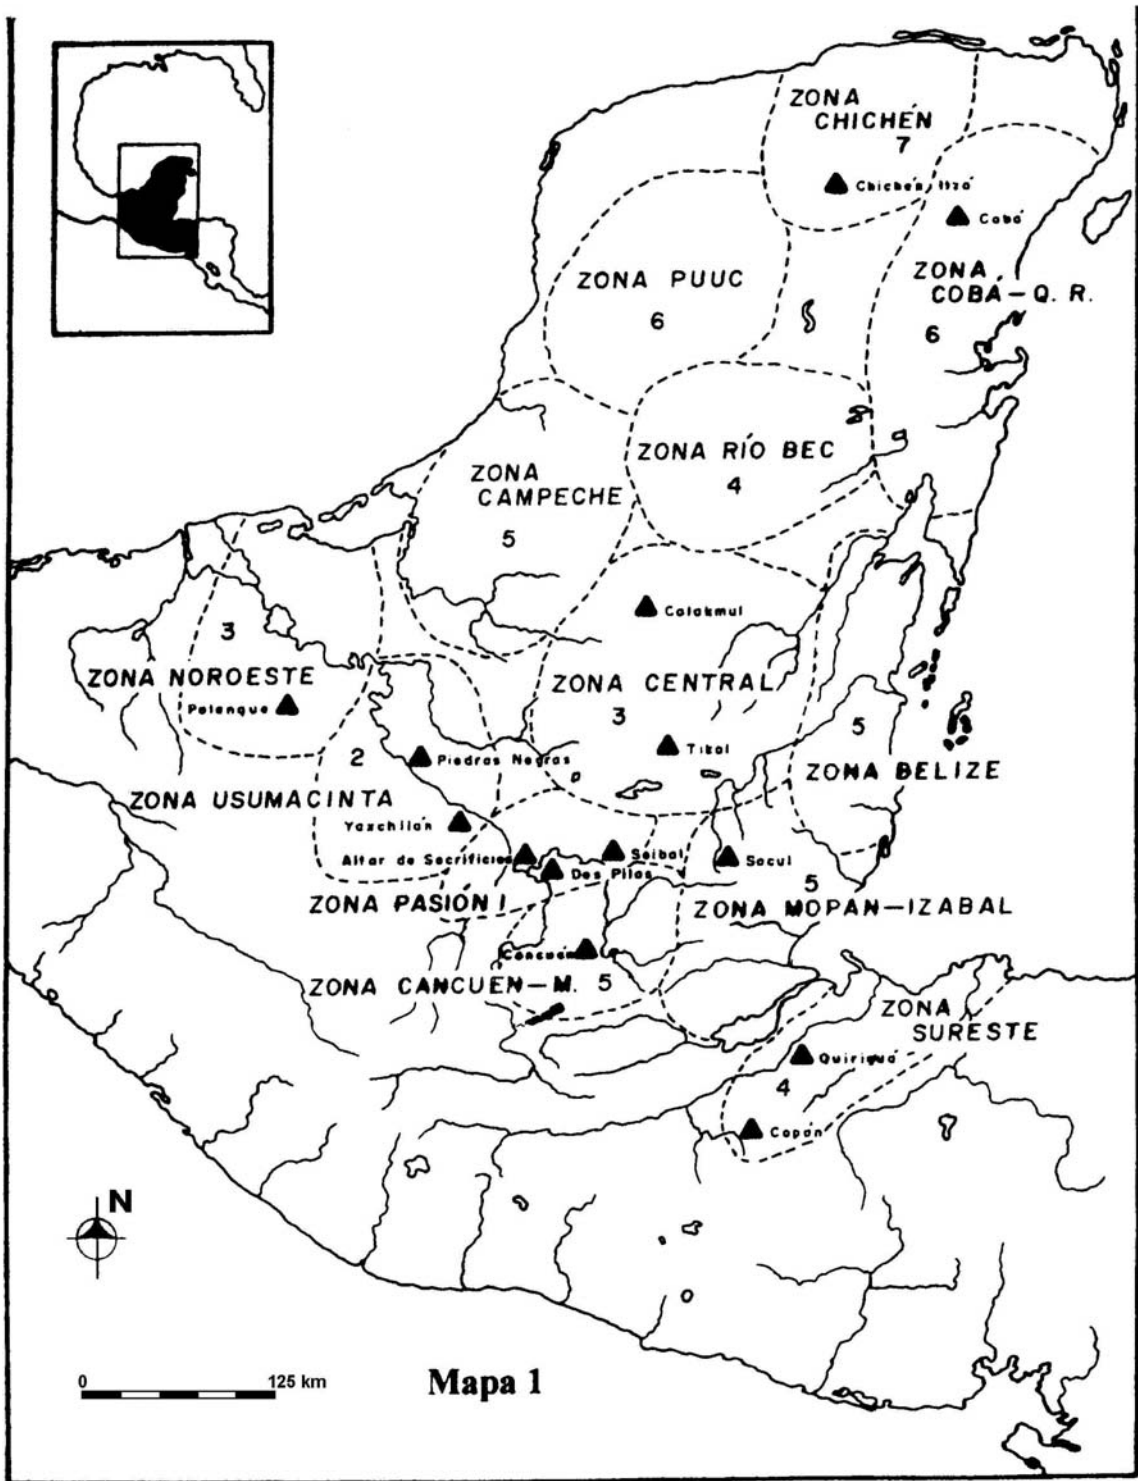 ZONA
CHICHÉN
7
Chichén Itzá
Cobá
ZONA
COBÁ-Q. R.
6
ZONA PUUC
6
ZONA RÍO BEC
4
ZONA
CAMPECHE
5
Calakmul
3
ZONA NOROESTE
Palenque
ZONA CENTRAL
3
Tikal
5
ZONA BELIZE
2
Piedras Negras
ZONA USUMACINTA
Yaxchilán
Altar de Sacrificios
Seibal
Sacul
Dos Pilas
5
ZONA PASIÓN I
ZONA MOPAN-IZABAL
Cancuén
ZONA CANCUEN-M. 5
ZONA
SURESTE
Quiriguá
4
Copán
N
0 125 km
Mapa 1